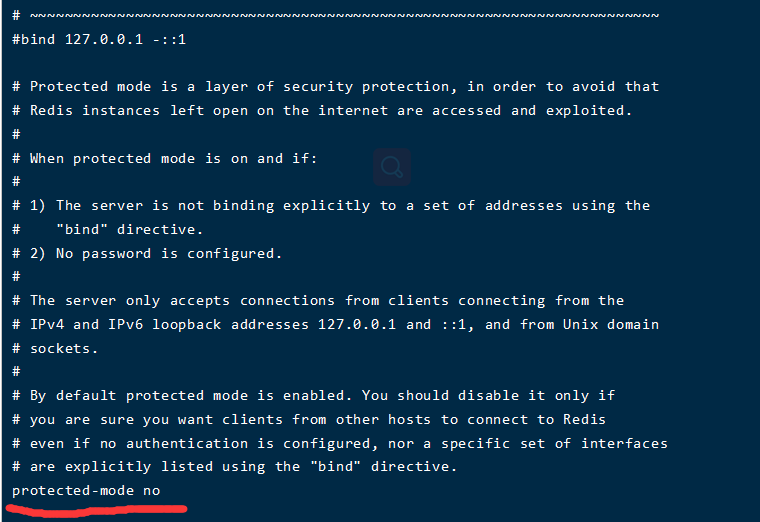 # ~~~~~~~~~~~~~~~~~~~~~~~~~~~~~~~~~~~~~~~~~~~~~~~~~~~~~~~~~~~~~~~~~~~~~~~~
#bind 127.0.0.1 -::1
# Protected mode is a layer of security protection, in order to avoid that
# Redis instances left open on the internet are accessed and exploited.
#
# When protected mode is on and if:
#
# 1) The server is not binding explicitly to a set of addresses using the
#    "bind" directive.
# 2) No password is configured.
#
# The server only accepts connections from clients connecting from the
# IPv4 and IPv6 loopback addresses 127.0.0.1 and ::1, and from Unix domain
# sockets.
#
# By default protected mode is enabled. You should disable it only if
# you are sure you want clients from other hosts to connect to Redis
# even if no authentication is configured, nor a specific set of interfaces
# are explicitly listed using the "bind" directive.
protected-mode no